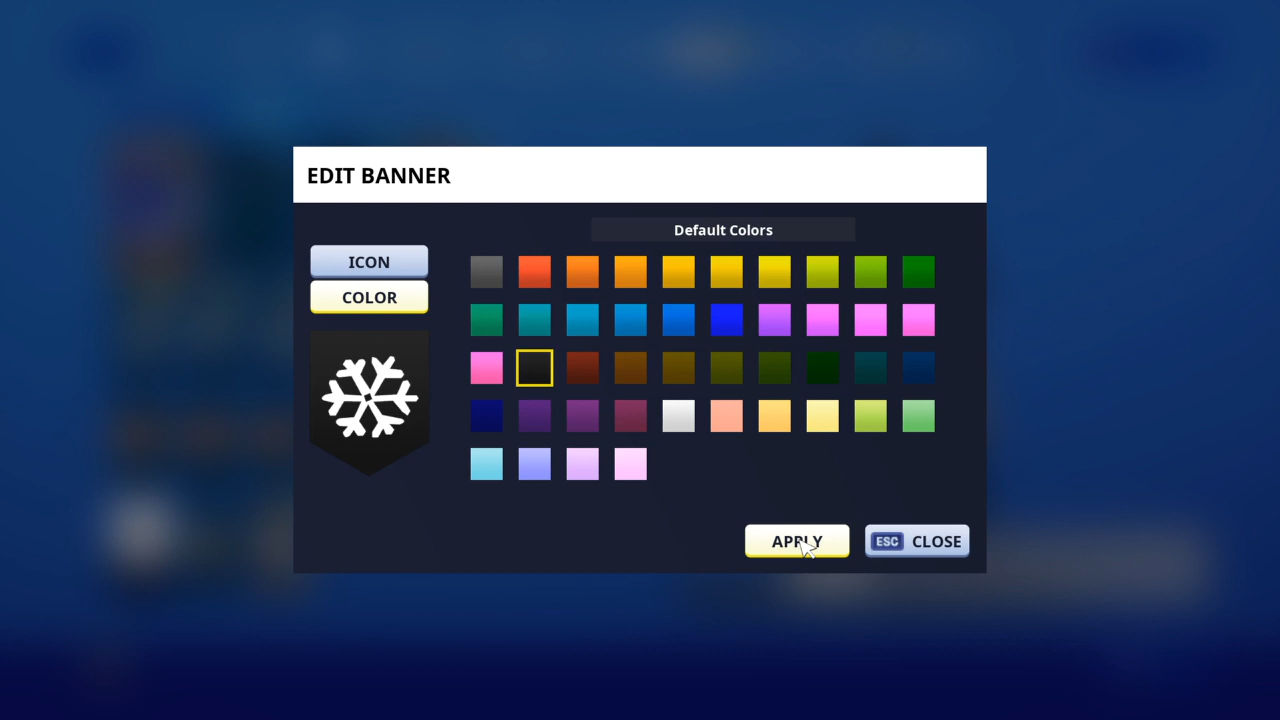 EDIT BANNER
Default Colors
ICON
COLOR
APPLY
ESC CLOSE